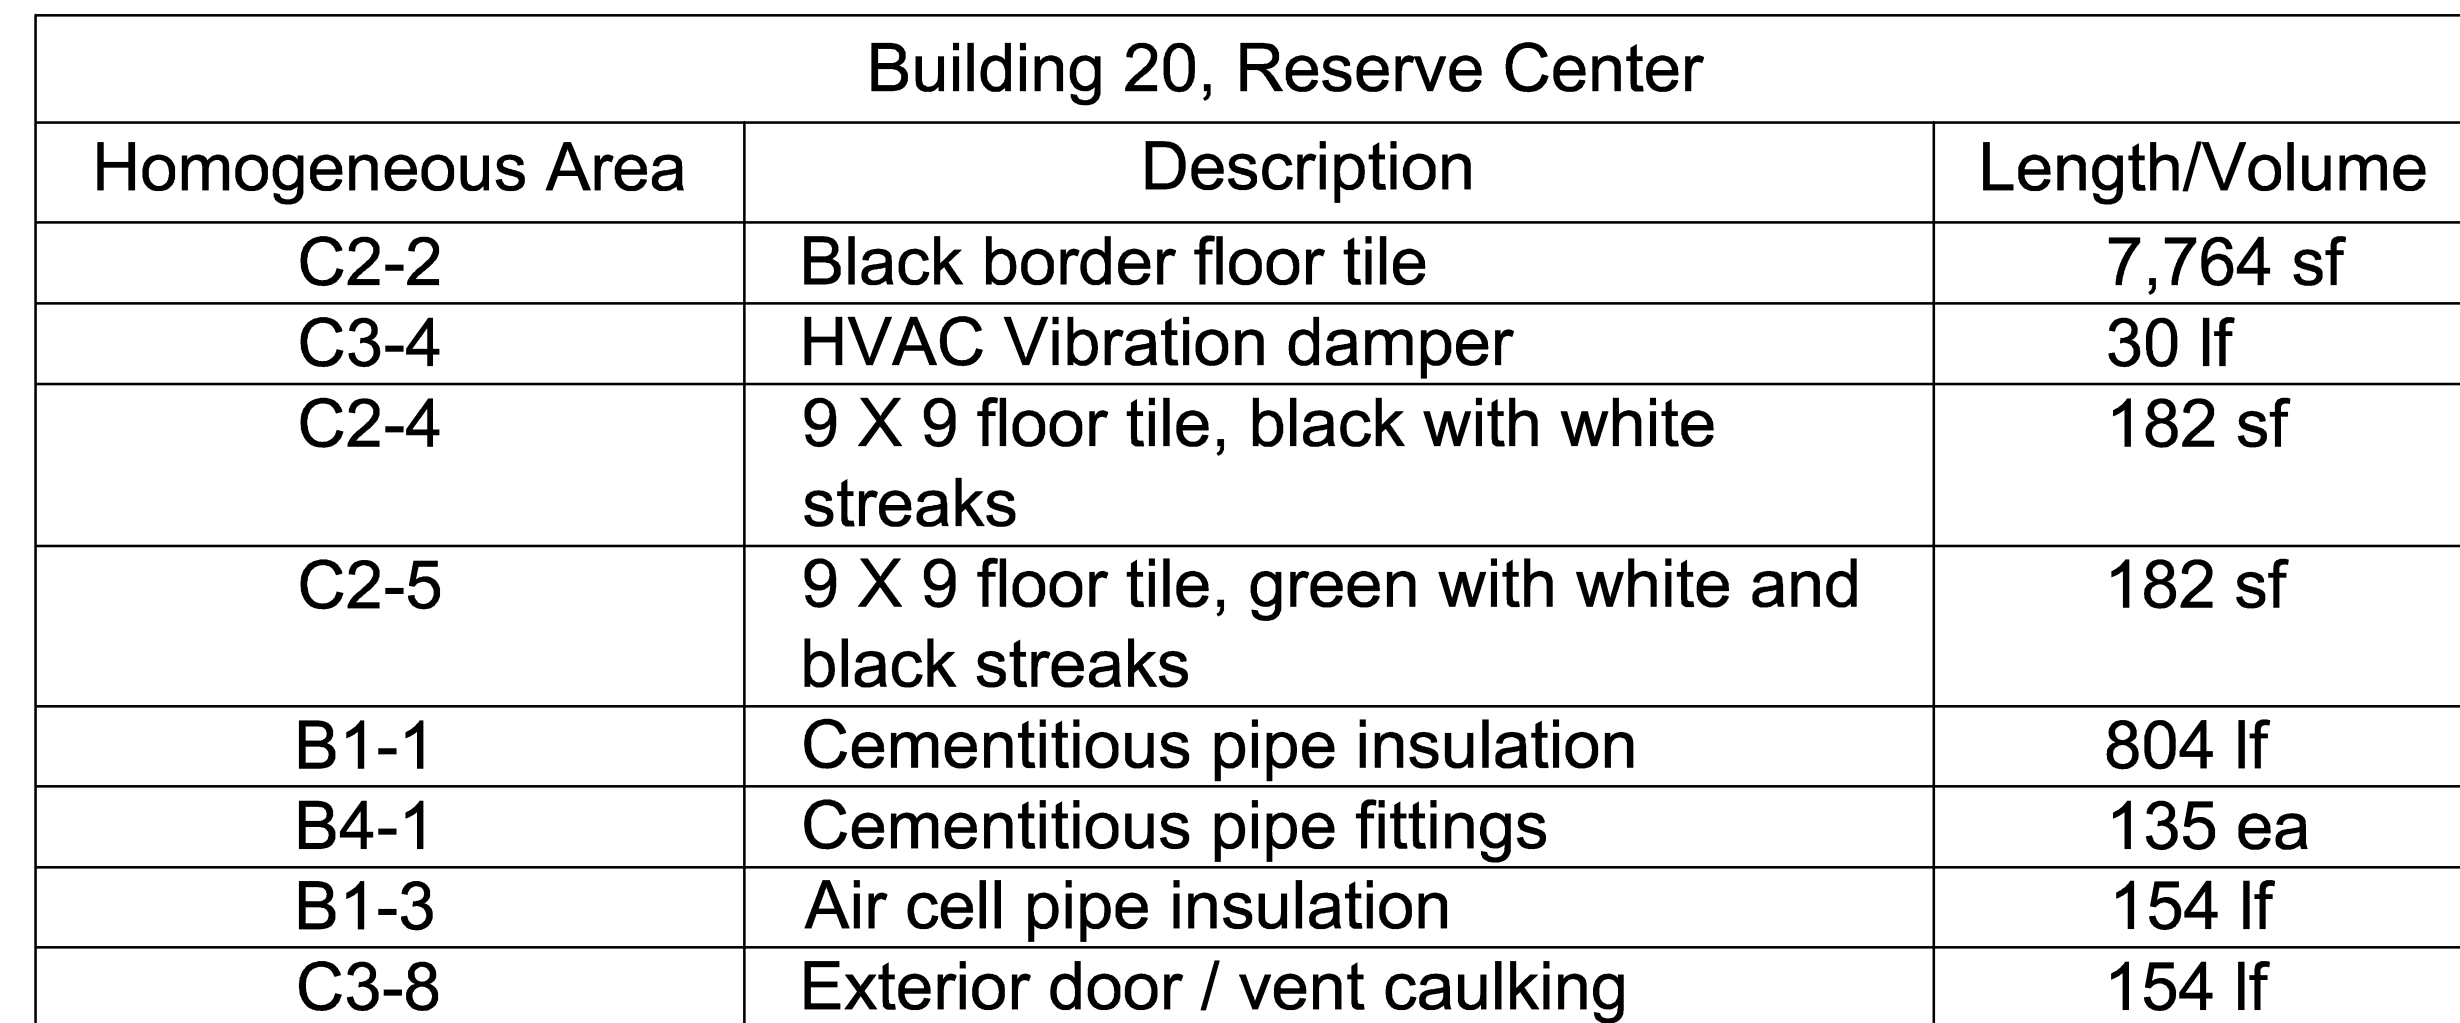 Building 20, Reserve Center
Homogeneous Area Description Length/Volume
C2-2 Black border floor tile 7,764 sf
C3-4 HVAC Vibration damper 30 lf
C2-4 9 X 9 floor tile, black with white 182 sf
streaks
C2-5 9 X 9 floor tile, green with white and 182 sf
black streaks
B1-1 Cementitious pipe insulation 804 lf
B4-1 Cementitious pipe fittings 135 ea
B1-3 Air cell pipe insulation 154 lf
C3-8 Exterior door / vent caulking 154 lf